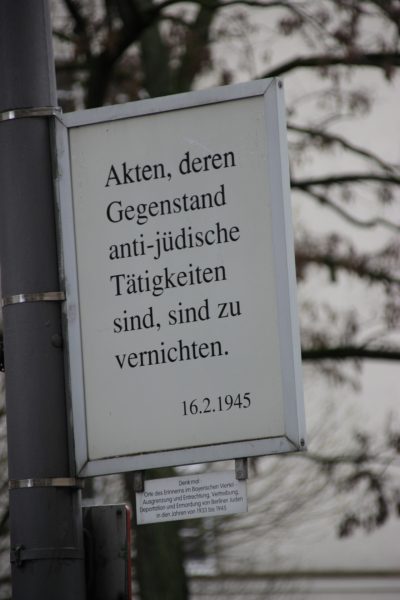 Akten, deren
Gegenstand
anti-jüdische
Tätigkeiten
sind, sind zu
vernichten.
16.2.1945
Denkmal
Orte des Erinnerns im Bayerischen Viertel -
Ausgrenzung und Entrechtung, Vertreibung,
Deportation und Ermordung von Berliner Juden
in den Jahren von 1933 bis 1945